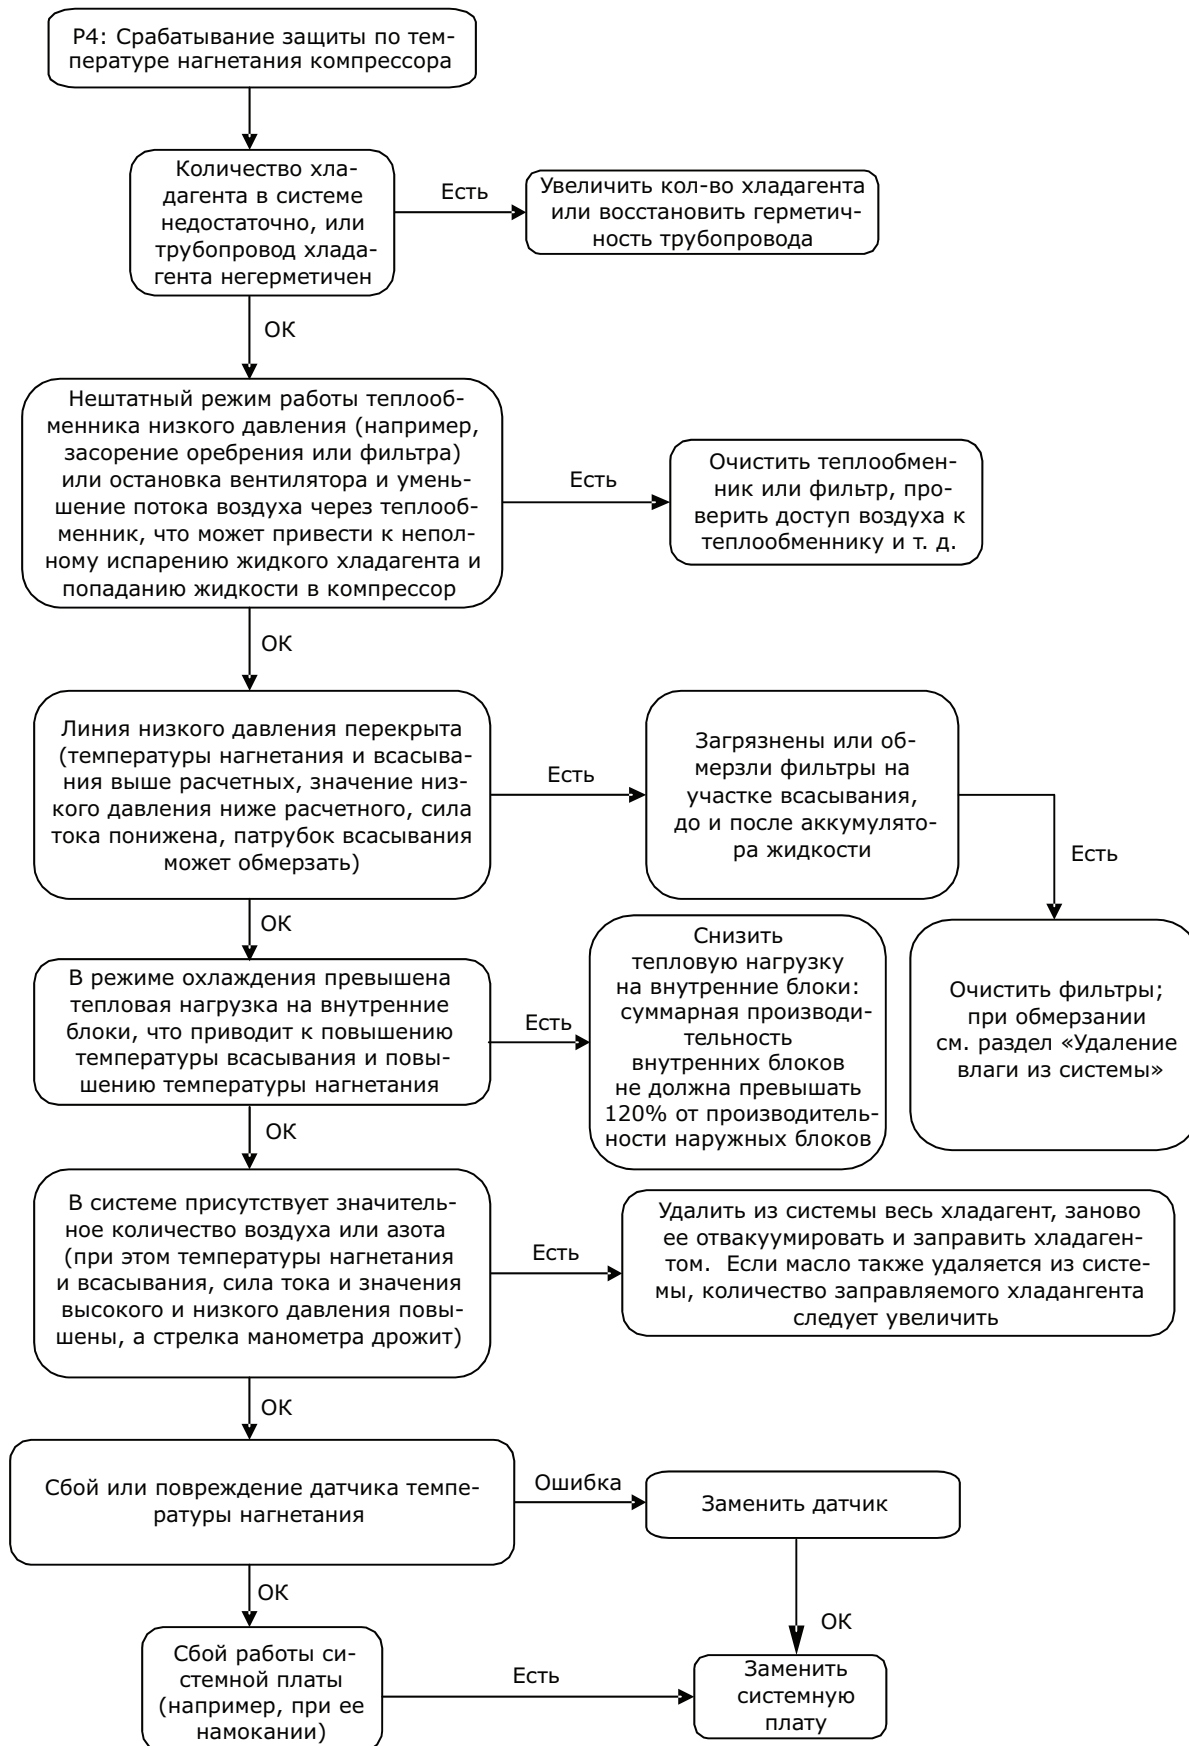 P4: Срабатывание защиты по тем-
пературе нагнетания компрессора
Количество хла-
дагента в системе
недостаточно, или
трубопровод хлада-
гента негерметичен
Есть
Увеличить кол-во хладагента
или восстановить герметич-
ность трубопровода
ОК
Нештатный режим работы теплооб-
менника низкого давления (например,
засорение оребрения или фильтра)
или остановка вентилятора и умень-
шение потока воздуха через теплооб-
менник, что может привести к непол-
ному испарению жидкого хладагента и
попаданию жидкости в компрессор
Есть
Очистить теплообмен-
ник или фильтр, про-
верить доступ воздуха к
теплообменнику и т. д.
ОК
Линия низкого давления перекрыта
(температуры нагнетания и всасыва-
ния выше расчетных, значение низ-
кого давления ниже расчетного, сила
тока понижена, патрубок всасывания
может обмерзать)
Есть
Загрязнены или об-
мерзли фильтры на
участке всасывания,
до и после аккумулято-
ра жидкости
Есть
Очистить фильтры;
при обмерзании
см. раздел «Удаление
влаги из системы»
ОК
В режиме охлаждения превышена
тепловая нагрузка на внутренние
блоки, что приводит к повышению
температуры всасывания и повы-
шению температуры нагнетания
Есть
Снизить
тепловую нагрузку
на внутренние блоки:
суммарная производи-
тельность
внутренних блоков
не должна превышать
120% от производитель-
ности наружных блоков
ОК
В системе присутствует значитель-
ное количество воздуха или азота
(при этом температуры нагнетания
и всасывания, сила тока и значения
высокого и низкого давления повы-
шены, а стрелка манометра дрожит)
Есть
Удалить из системы весь хладагент, заново
ее отвакуумировать и заправить хладаген-
том. Если масло также удаляется из систе-
мы, количество заправляемого хладангента
следует увеличить
ОК
Сбой или повреждение датчика темпе-
ратуры нагнетания
Ошибка
Заменить датчик
ОК
ОК
Сбой работы си-
стемной платы
(например, при ее
намокании)
Есть
Заменить
системную
плату